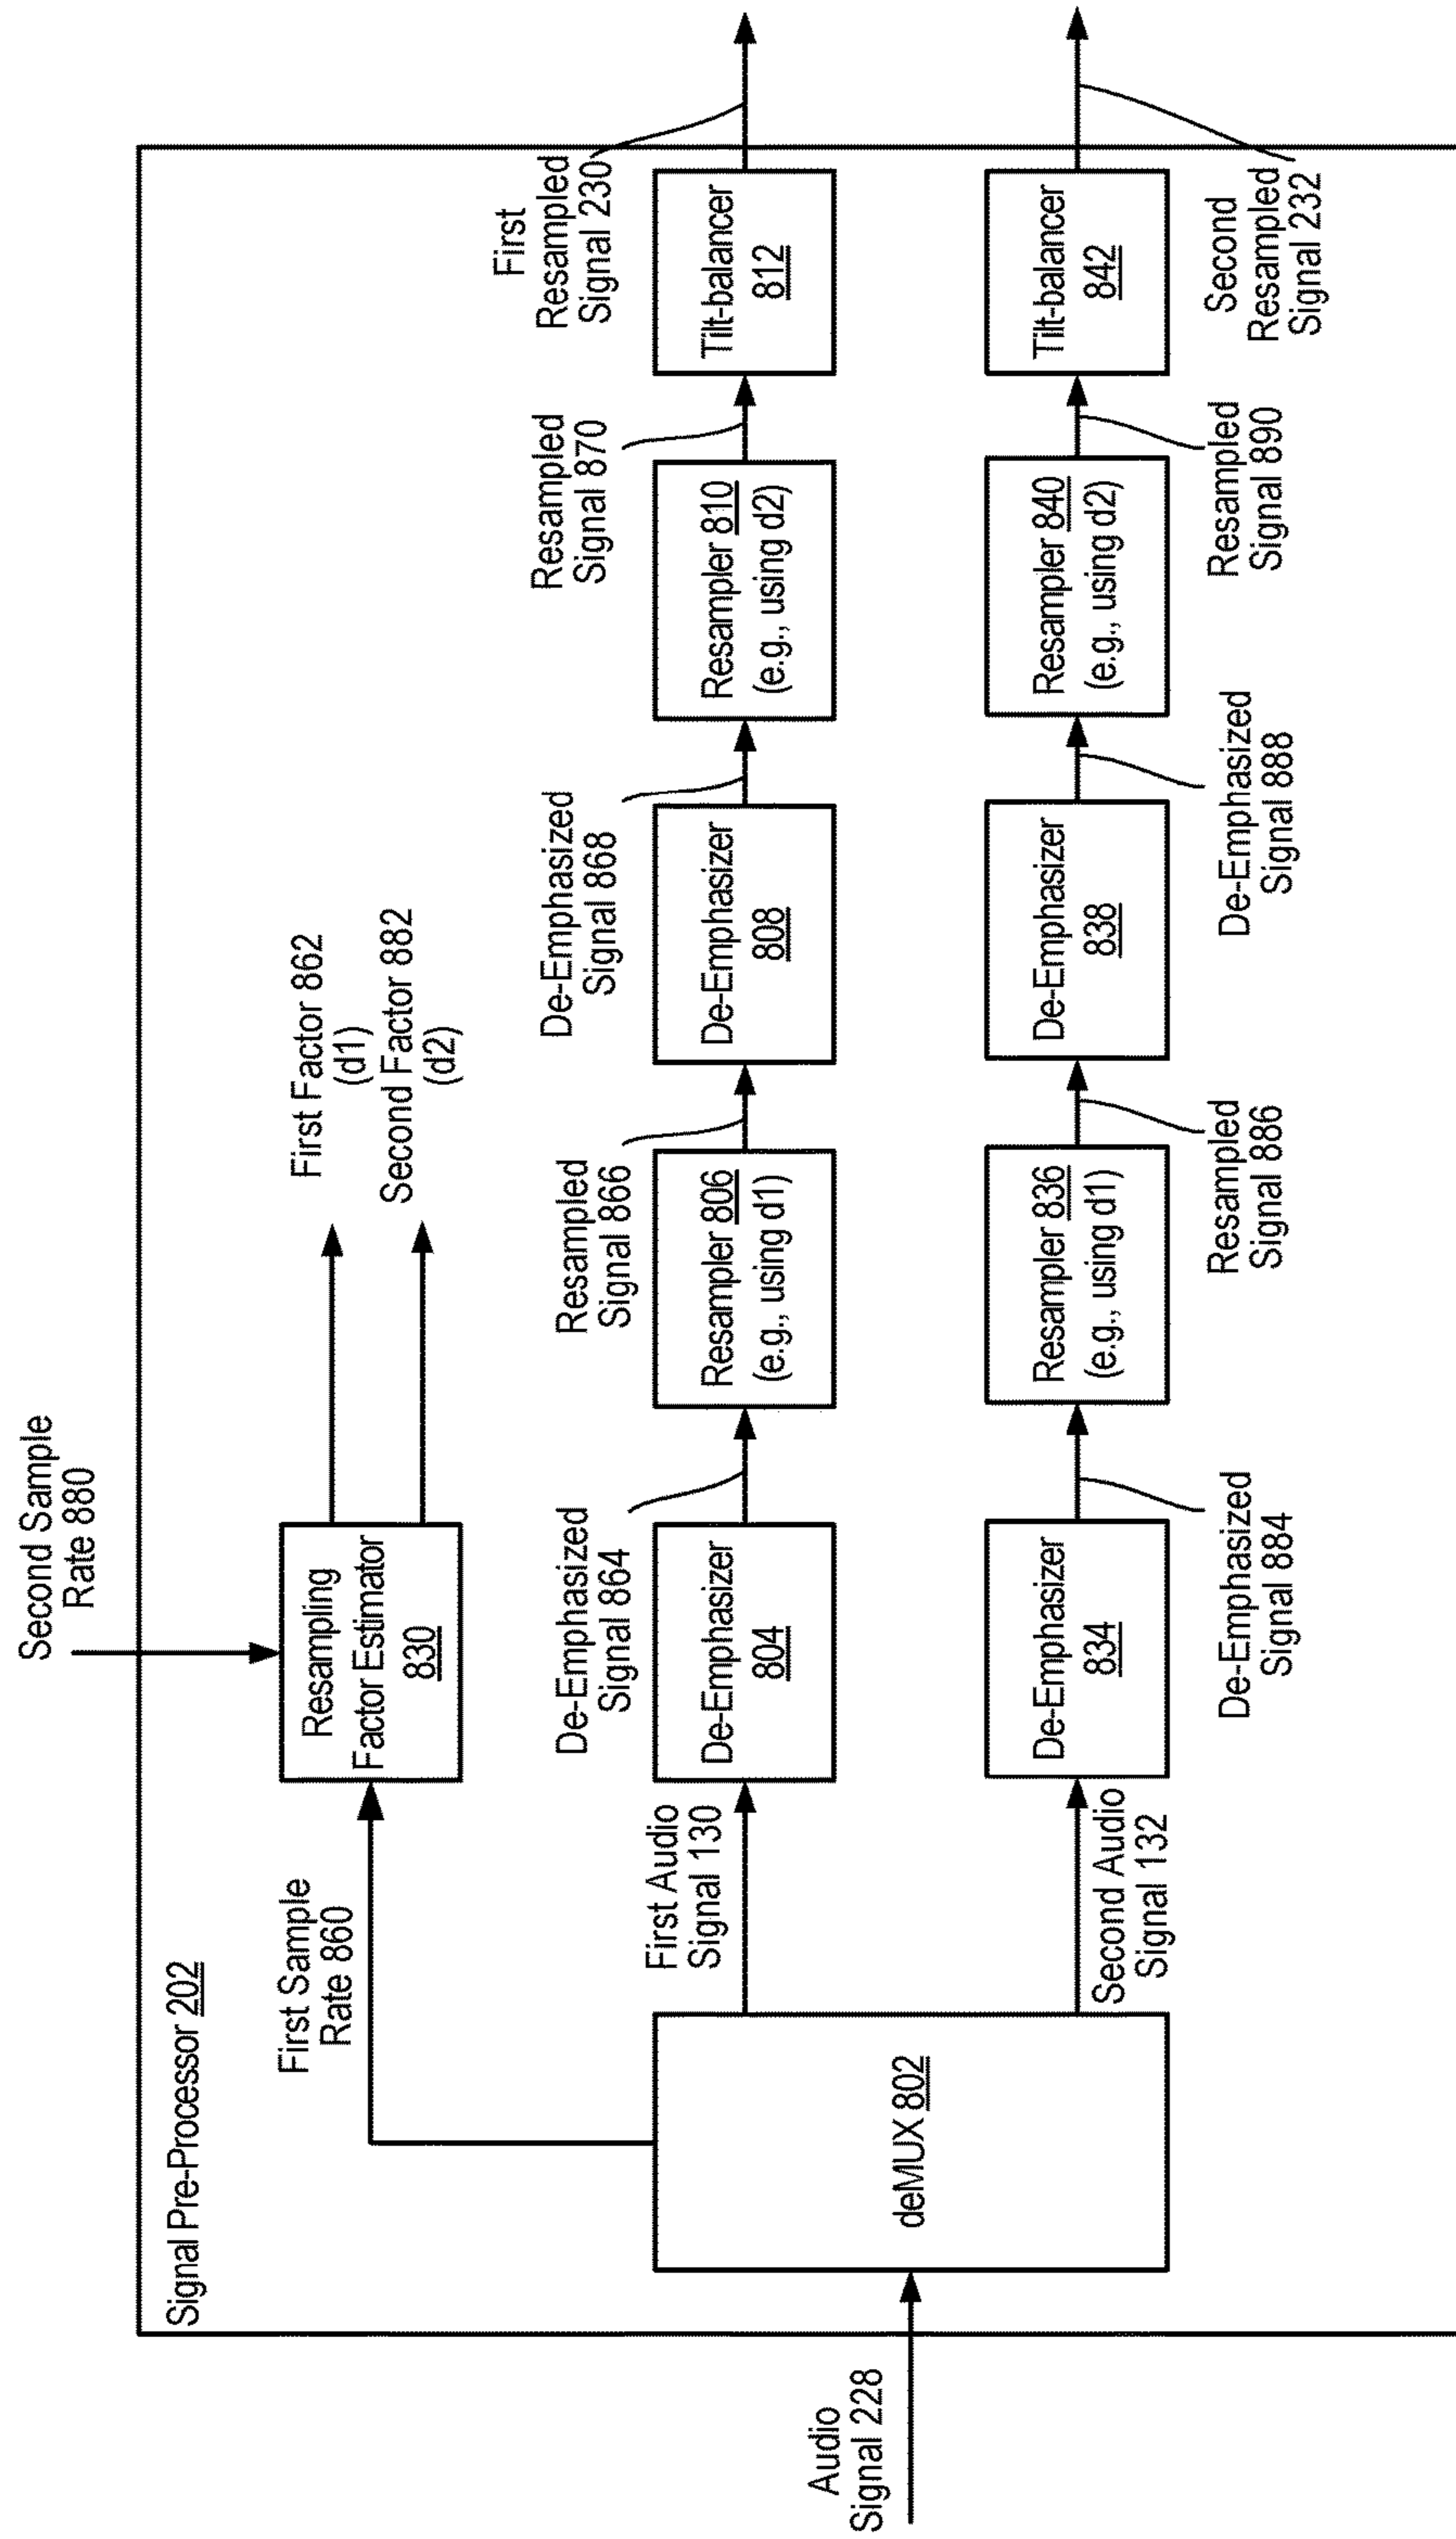 Signal Pre-Processor 202
Second Sample
Rate 880
First Sample
Rate 860
Resampling
Factor Estimator
830
First Factor 862
(d1)
Second Factor 882
(d2)
Audio
Signal 228
deMUX 802
First Audio
Signal 130
De-Emphasizer
804
De-Emphasized
Signal 864
Resampler 806
(e.g., using d1)
Resampled
Signal 866
De-Emphasizer
808
De-Emphasized
Signal 868
Resampler 810
(e.g., using d2)
Resampled
Signal 870
Tilt-balancer
812
First
Resampled
Signal 230
Second Audio
Signal 132
De-Emphasizer
834
De-Emphasized
Signal 884
Resampler 836
(e.g., using d1)
Resampled
Signal 886
De-Emphasizer
838
De-Emphasized
Signal 888
Resampler 840
(e.g., using d2)
Resampled
Signal 890
Tilt-balancer
842
Second
Resampled
Signal 232